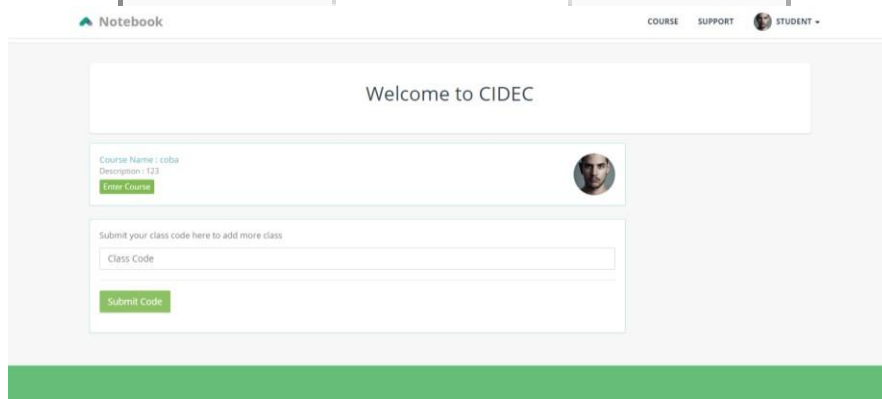 Notebook
COURSE SUPPORT STUDENT
Welcome to CIDEC
Course Name : coba
Description : 123
Enter Course
Submit your class code here to add more class
Class Code
Submit Code